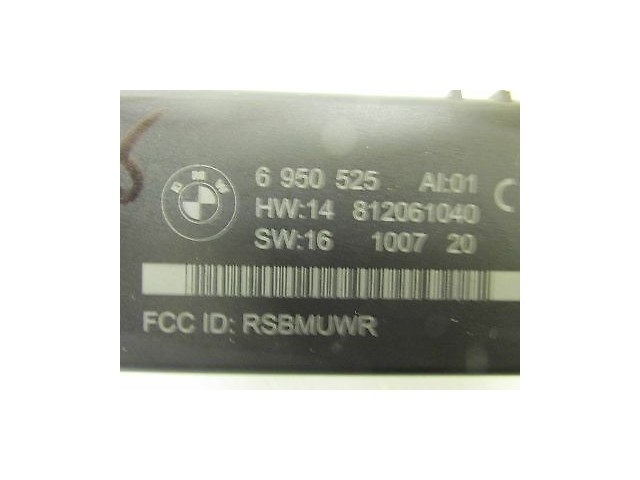 BMW
6 950 525 AI:01
HW:14 812061040
SW:16 1007 20
FCC ID: RSBMUWR